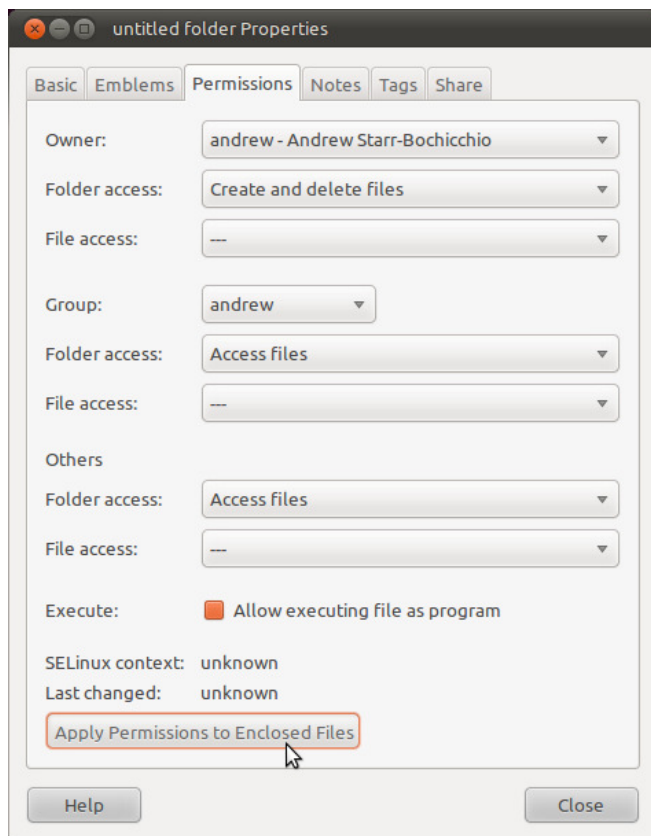 untitled folder Properties
Basic Emblems Permissions Notes Tags Share
Owner: andrew - Andrew Starr-Bochicchio
Folder access: Create and delete files
File access: ---
Group: andrew
Folder access: Access files
File access: ---
Others
Folder access: Access files
File access: ---
Execute: Allow executing file as program
SELinux context: unknown
Last changed: unknown
Apply Permissions to Enclosed Files
Help Close